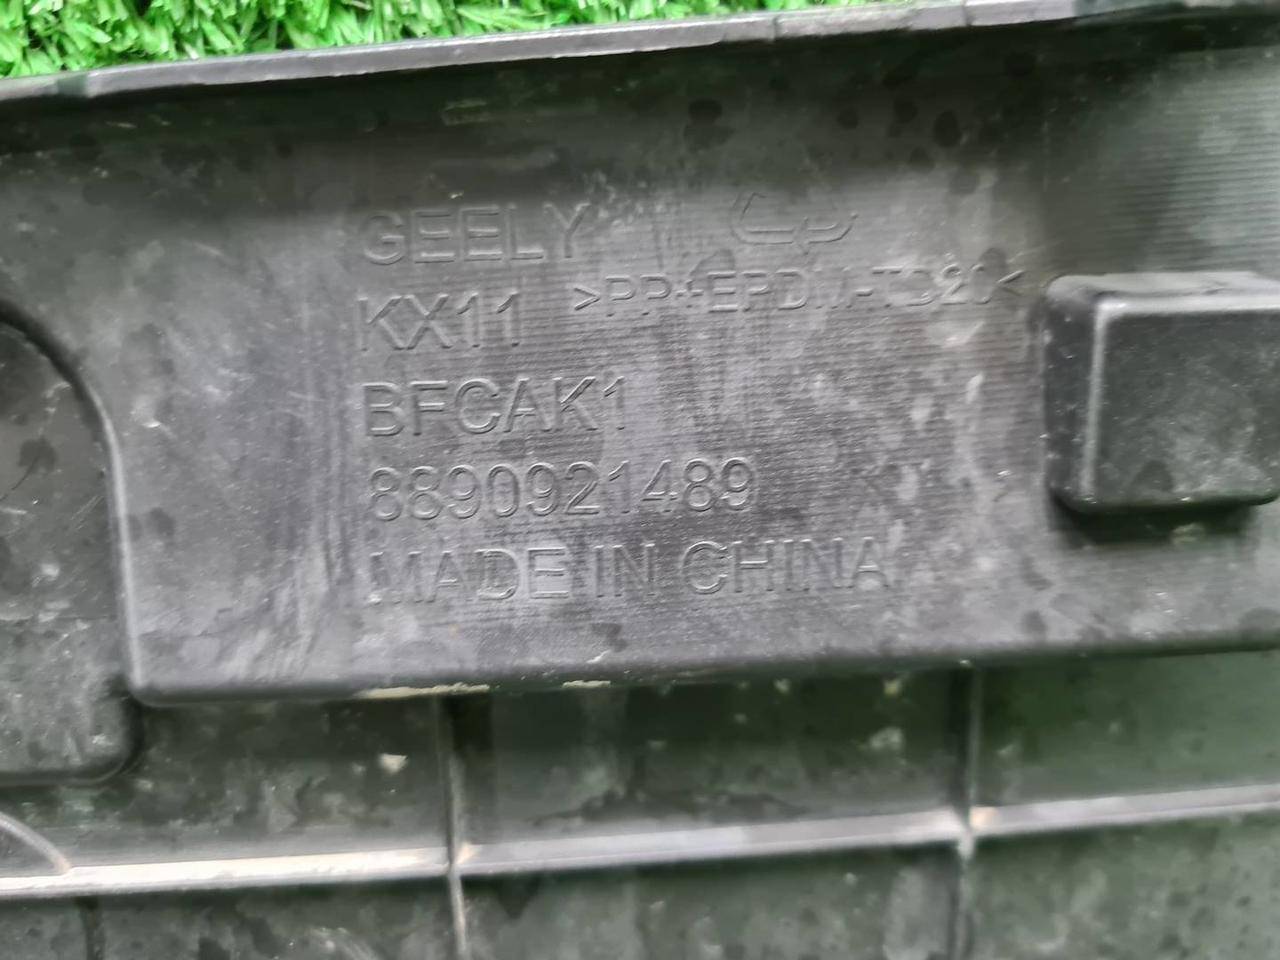 GEELY
KX11 >PP+EPDM-TD20<
BFCAK1
8890921489
MADE IN CHINA